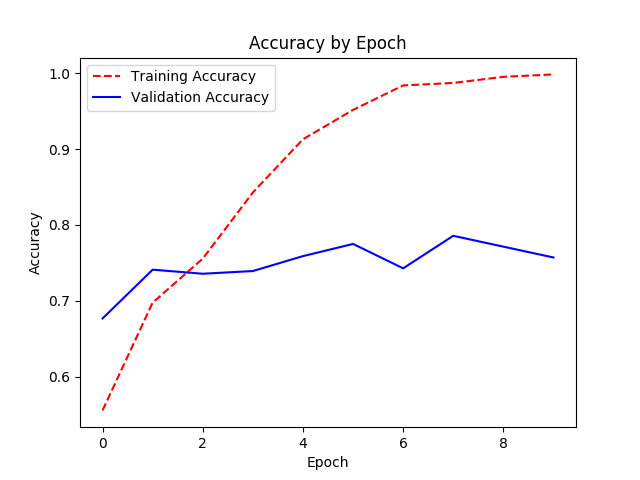 Accuracy by Epoch
1.0
0.9
0.8
0.7
0.6
Accuracy
Training Accuracy
Validation Accuracy
0 2 4 6 8
Epoch